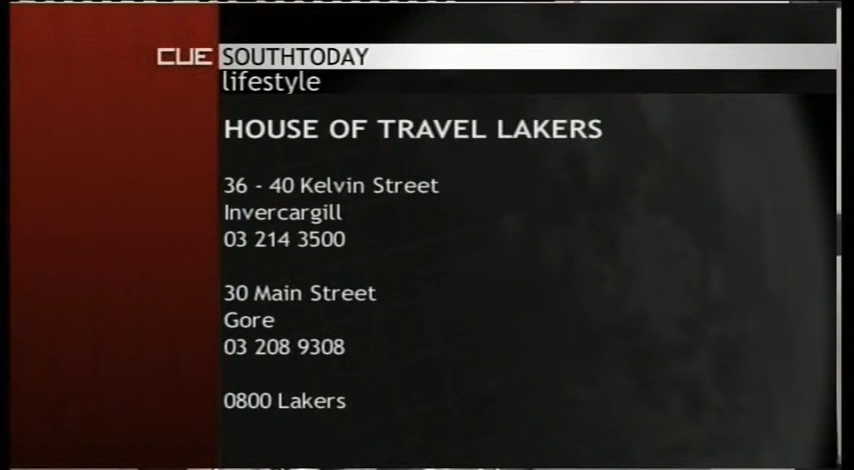 CUE SOUTHTODAY
lifestyle
HOUSE OF TRAVEL LAKERS
36 - 40 Kelvin Street
Invercargill
03 214 3500
30 Main Street
Gore
03 208 9308
0800 Lakers